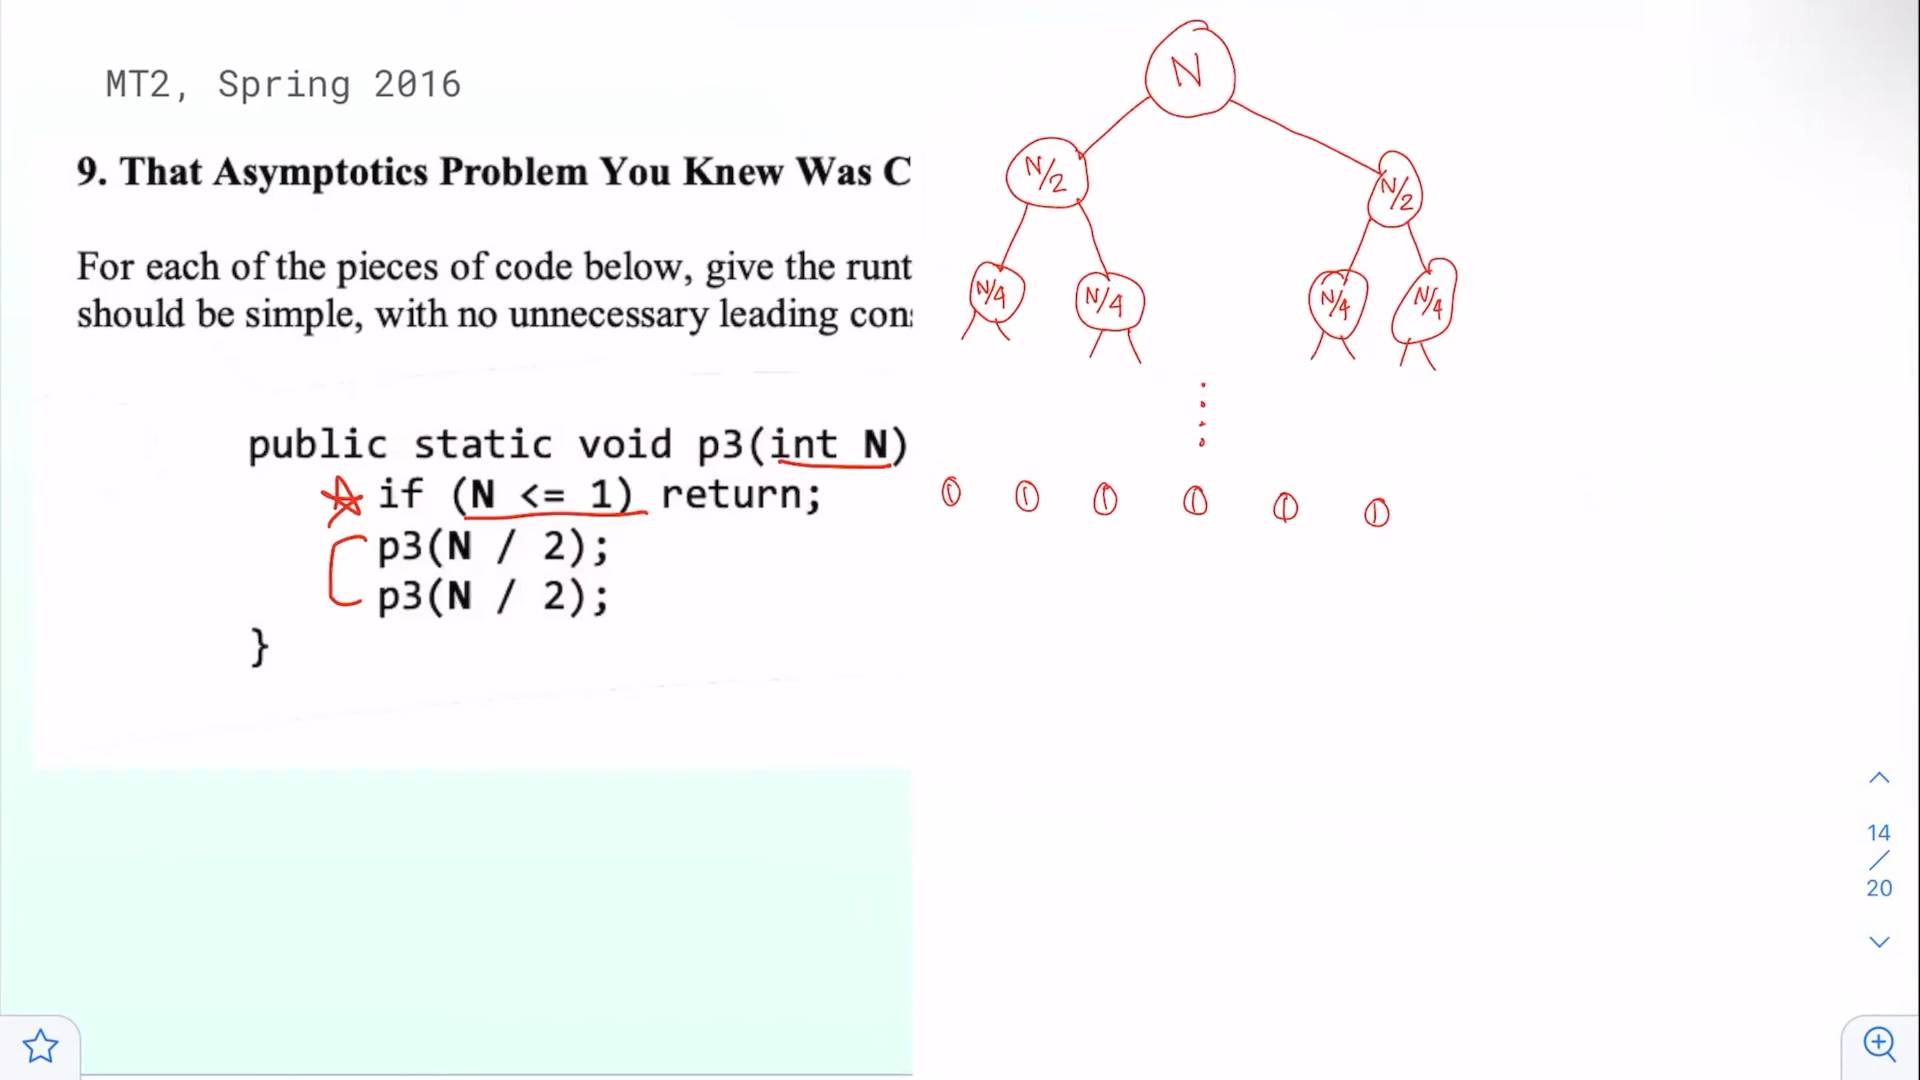 MT2, Spring 2016
9. That Asymptotics Problem You Knew Was C
For each of the pieces of code below, give the runt
should be simple, with no unnecessary leading con
public static void p3(int N)
if (N <= 1) return;
p3(N / 2);
p3(N / 2);
}
N
N/2 N/2
N/4 N/4 N/4 N/4
1 1 1 1 1 1
14
/
20